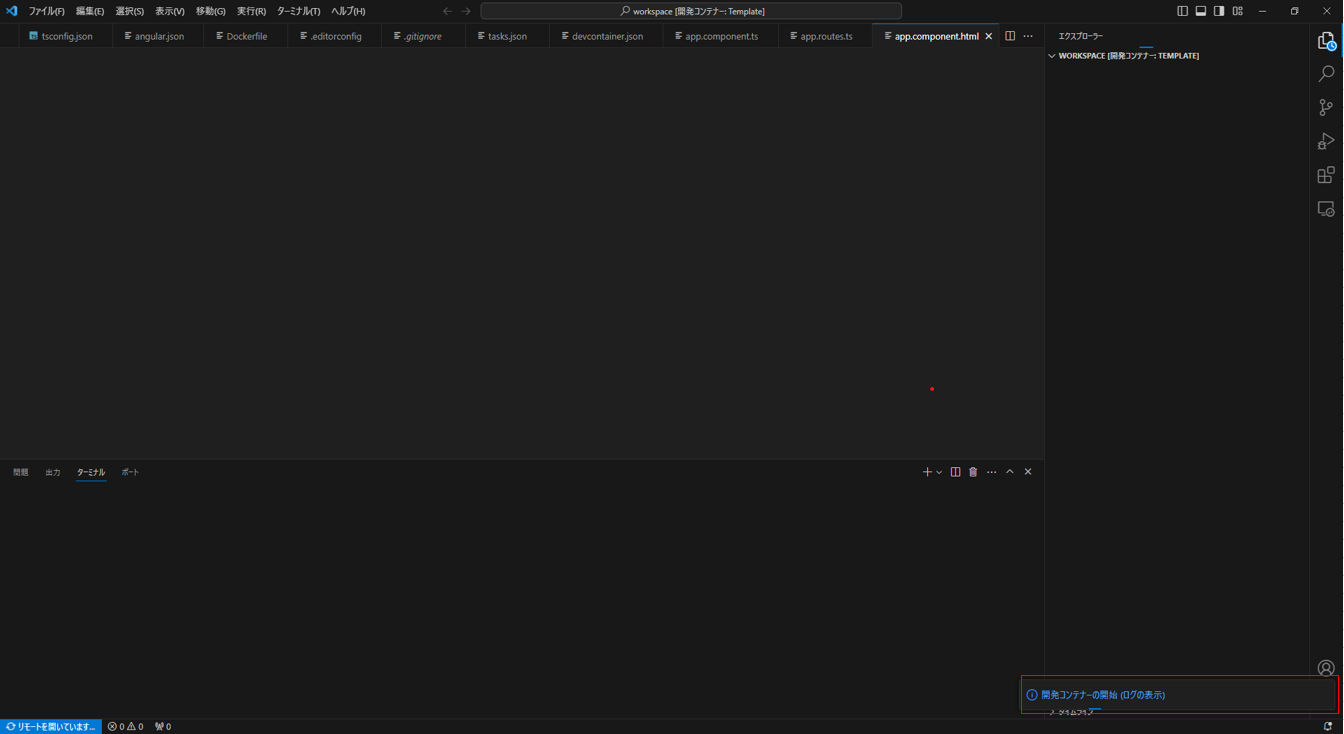 ファイル(F) 編集(E) 選択(S) 表示(V) 移動(G) 実行(R) ターミナル(T) ヘルプ(H) workspace [開発コンテナー: Template]
tsconfig.json angular.json Dockerfile .editorconfig .gitignore tasks.json devcontainer.json app.component.ts app.routes.ts app.component.html
エクスプローラー
WORKSPACE [開発コンテナー: TEMPLATE]
問題 出力 ターミナル ポート
開発コンテナーの開始 (ログの表示)
タイムライン
リモートを開いています... 0 0 0